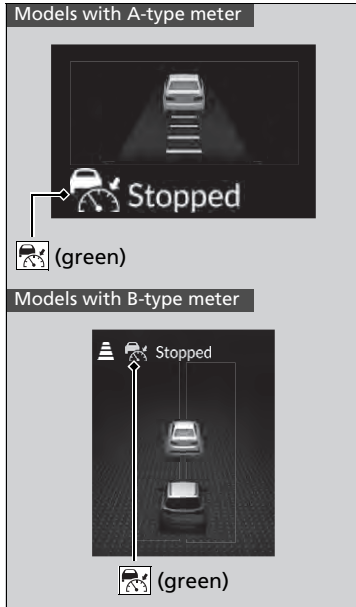 Models with A-type meter
Stopped
(green)
Models with B-type meter
Stopped
(green)